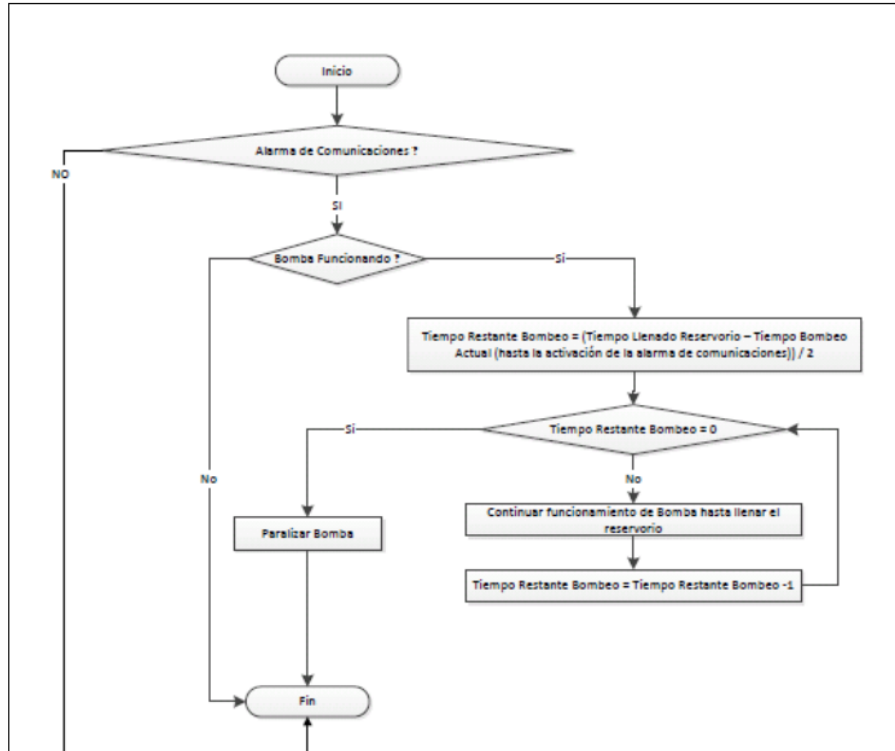 Inicio
Alarma de Comunicaciones ?
NO
SI
Bomba Funcionando ?
Sí
Tiempo Restante Bombeo = (Tiempo Llenado Reservorio – Tiempo Bombeo
Actual (hasta la activación de la alarma de comunicaciones)) / 2
Sí
Tiempo Restante Bombeo = 0
No
No
Continuar funcionamiento de Bomba hasta llenar el
reservorio
Paralizar Bomba
Tiempo Restante Bombeo = Tiempo Restante Bombeo -1
Fin